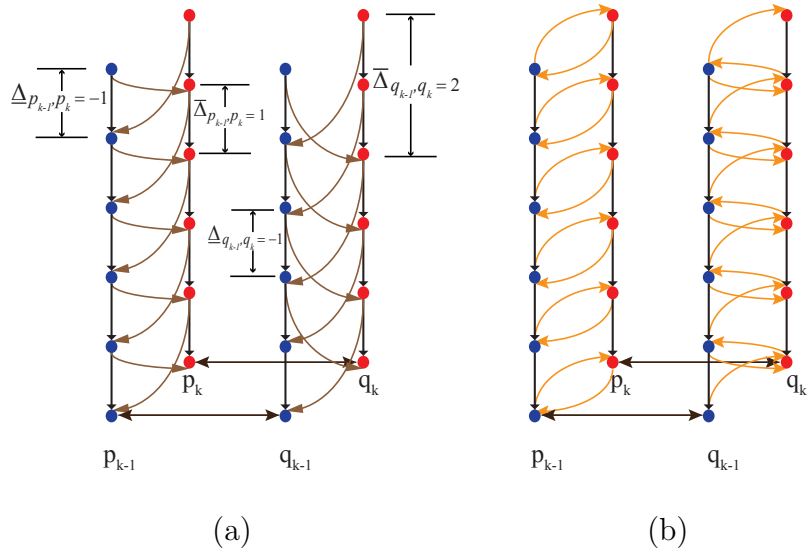 Δ̲ p_{k-1},p_k = −1
Δ̅ p_{k-1},p_k = 1
Δ̅ q_{k-1},q_k = 2
Δ̲ q_{k-1},q_k = −1
p_k
q_k
p_{k-1}
q_{k-1}
(a)
p_k
q_k
p_{k-1}
q_{k-1}
(b)